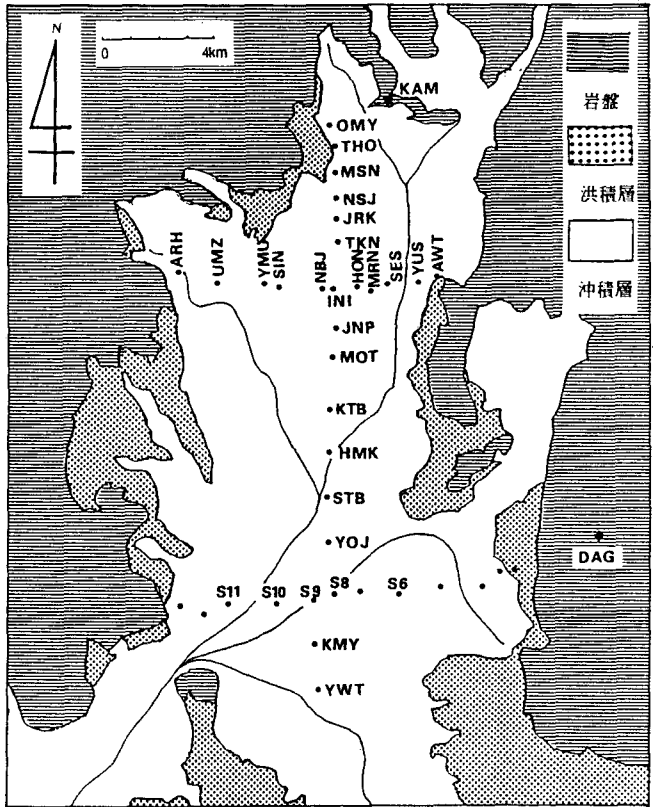 N
0 4km
KAM
岩盤
OMY
THO
洪積層
MSN
NSJ
JRK
TKN
ARH
UMZ
YMU
SIN
NBJ
HON
MRN
SES
YUS
AWT
沖積層
INI
JNP
MOT
KTB
HMK
STB
YOJ
DAG
S11 S10 S9 S8 S6
KMY
YWT